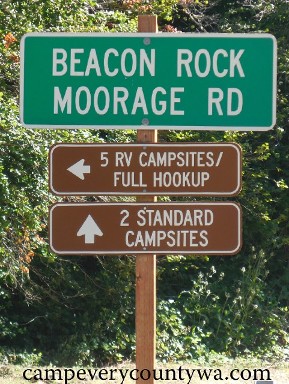 BEACON ROCK
MOORAGE RD
5 RV CAMPSITES/
FULL HOOKUP
2 STANDARD
CAMPSITES
campeverycountywa.com